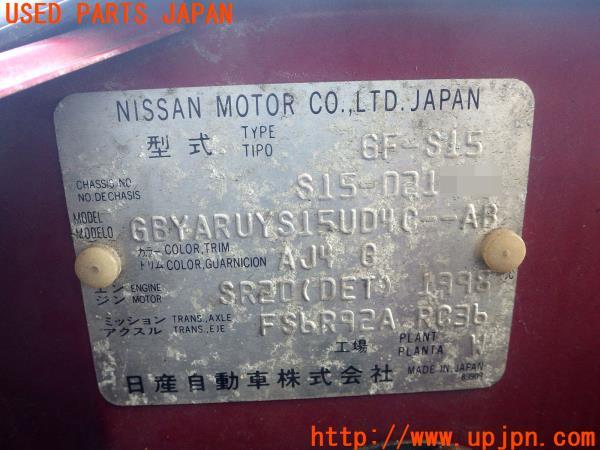 USED PARTS JAPAN
NISSAN MOTOR CO.,LTD. JAPAN
型式 TYPE TIPO GF-S15
CHASSIS NO. NO. DE CHASIS S15-021
MODEL MODELO GBYARUYS15UD4C--AB
カラー COLOR, TRIM トリム COLOR, GUARNICION AJ4 G
エンジン ENGINE MOTOR SR20(DET) 1998 cc
ミッション TRANS., AXLE アクスル TRANS., EJE FS6R92A RC36
工場 PLANT PLANTA
日産自動車株式会社 MADE IN JAPAN
http://www.upjpn.com/